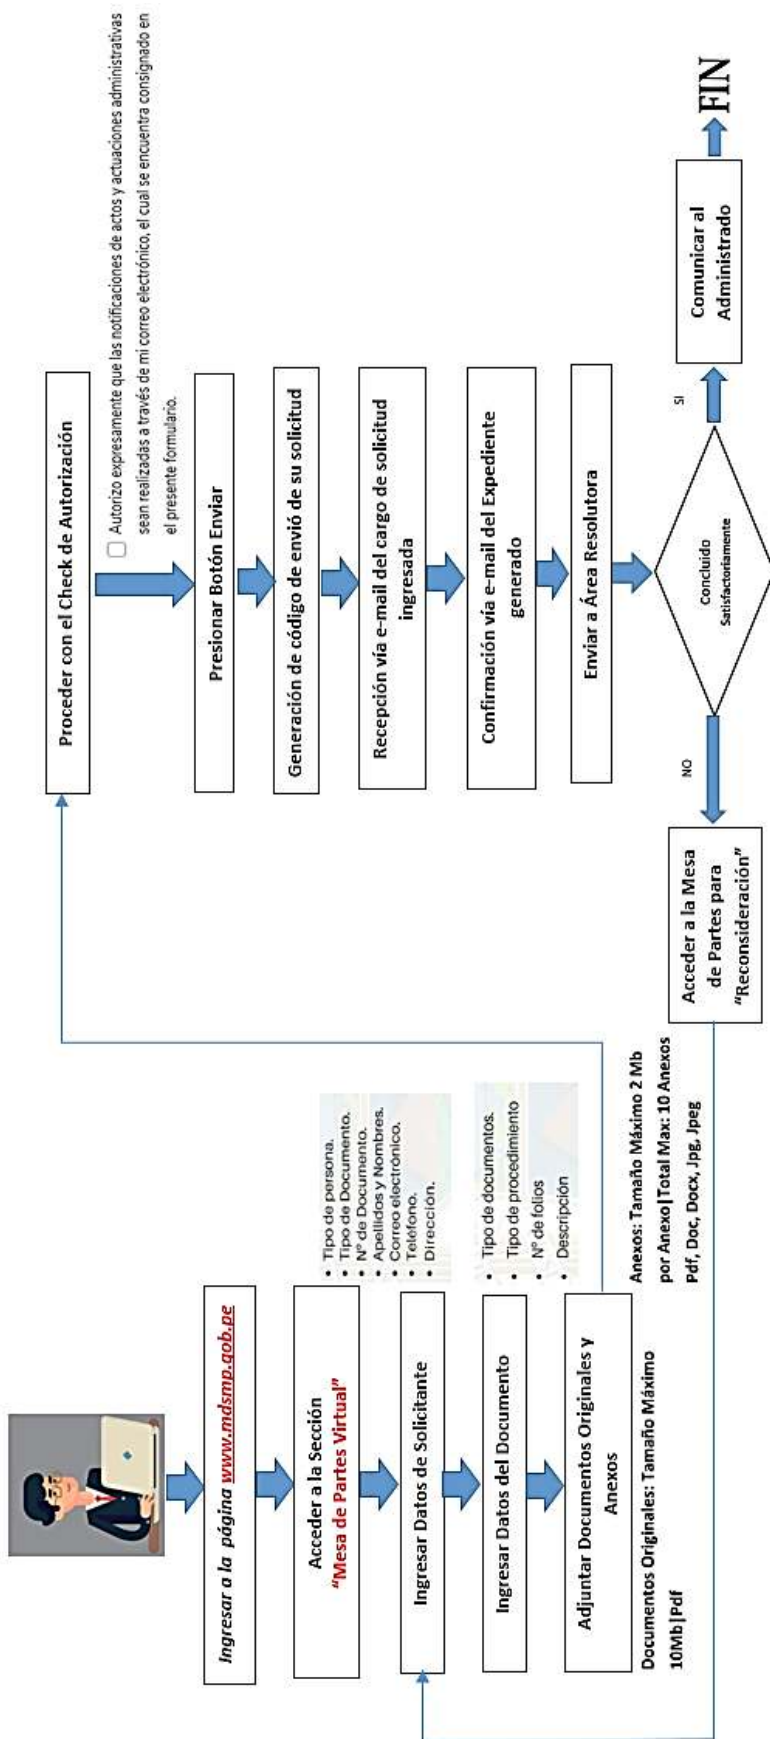 Ingresar a la página www.mdsmp.gob.pe
Acceder a la Sección
“Mesa de Partes Virtual”
Ingresar Datos de Solicitante
• Tipo de persona.
• Tipo de Documento.
• Nº de Documento.
• Apellidos y Nombres.
• Correo electrónico.
• Teléfono.
• Dirección.
Ingresar Datos del Documento
• Tipo de documentos.
• Tipo de procedimiento
• Nº de folios
• Descripción
Adjuntar Documentos Originales y
Anexos
Documentos Originales: Tamaño Máximo
10Mb|Pdf
Anexos: Tamaño Máximo 2 Mb
por Anexo|Total Max: 10 Anexos
Pdf, Doc, Docx, Jpg, Jpeg
Proceder con el Check de Autorización
Autorizo expresamente que las notificaciones de actos y actuaciones administrativas
sean realizadas a través de mi correo electrónico, el cual se encuentra consignado en
el presente formulario.
Presionar Botón Enviar
Generación de código de envió de su solicitud
Recepción vía e-mail del cargo de solicitud
ingresada
Confirmación vía e-mail del Expediente
generado
Enviar a Área Resolutora
Concluido
Satisfactoriamente
NO
SI
Acceder a la Mesa
de Partes para
“Reconsideración”
Comunicar al
Administrado
FIN